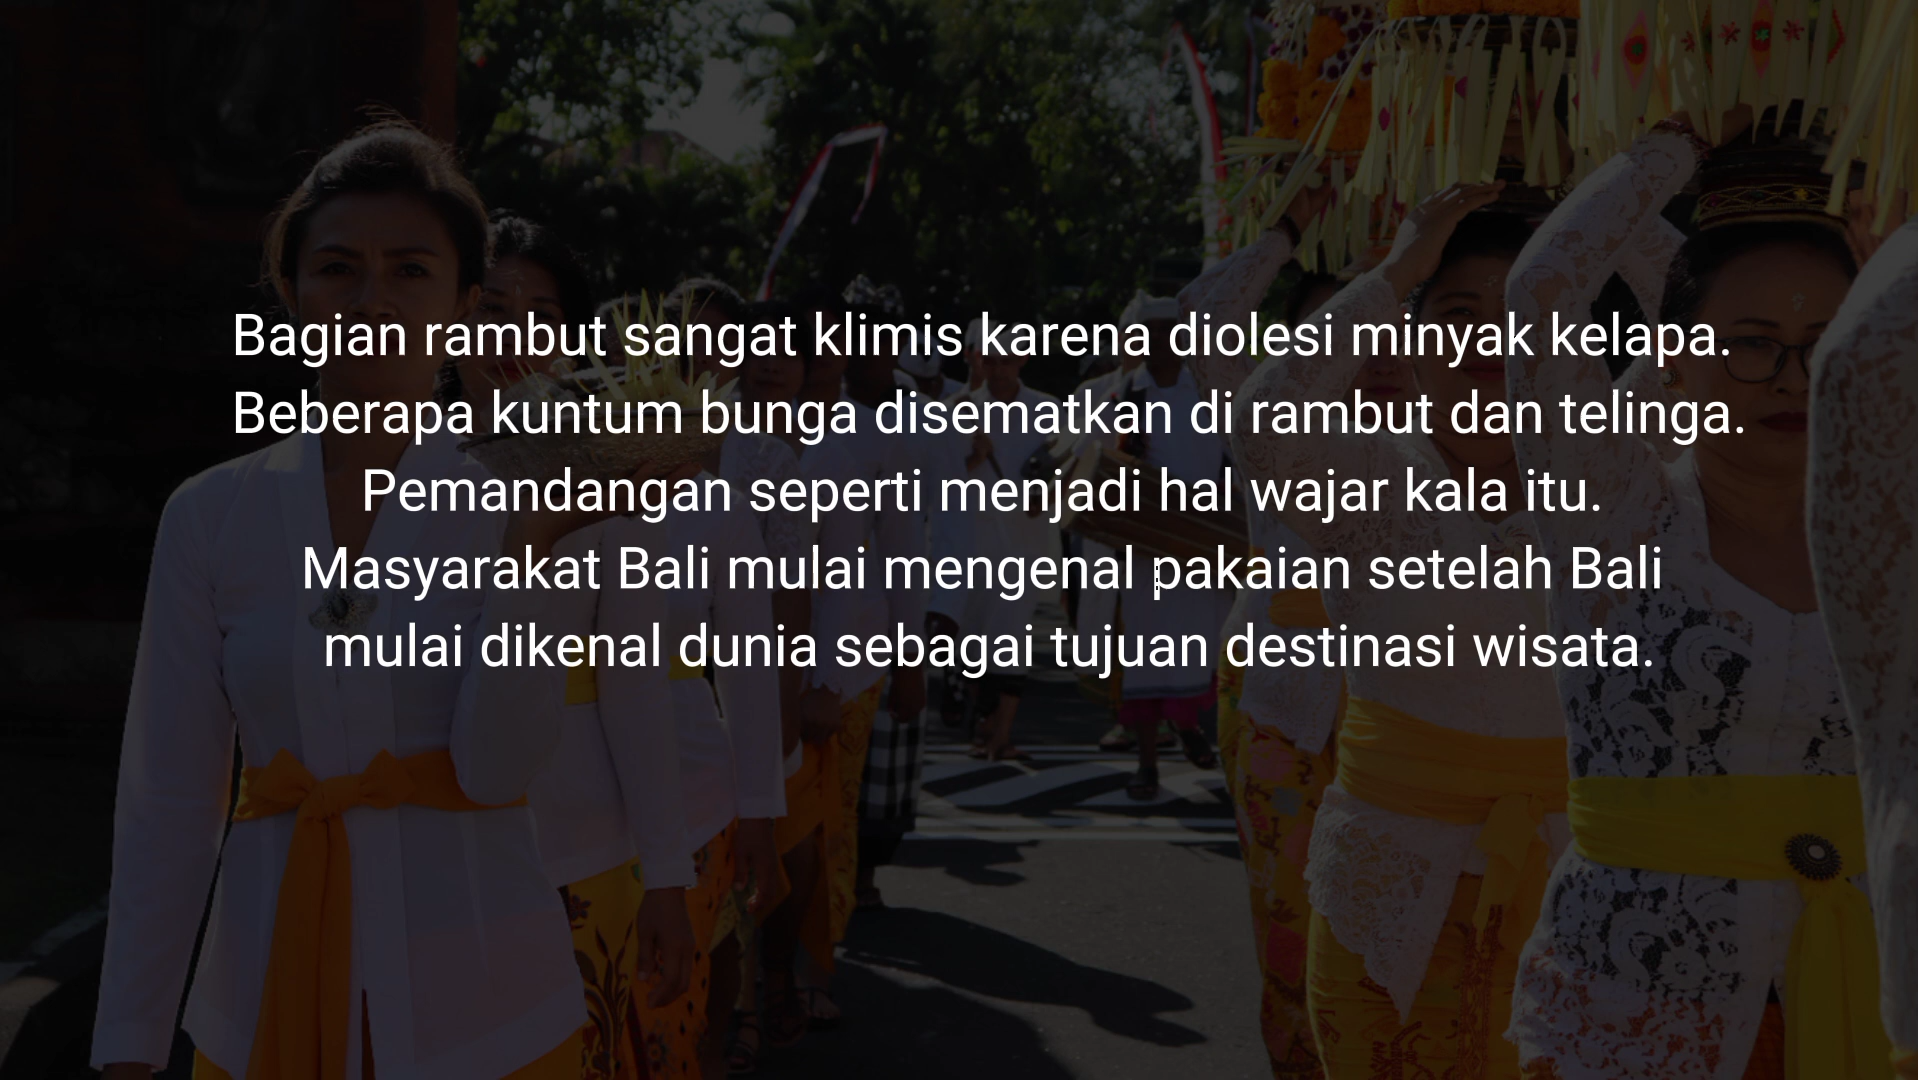 Bagian rambut sangat klimis karena diolesi minyak kelapa.
Beberapa kuntum bunga disematkan di rambut dan telinga.
Pemandangan seperti menjadi hal wajar kala itu.
Masyarakat Bali mulai mengenal pakaian setelah Bali
mulai dikenal dunia sebagai tujuan destinasi wisata.